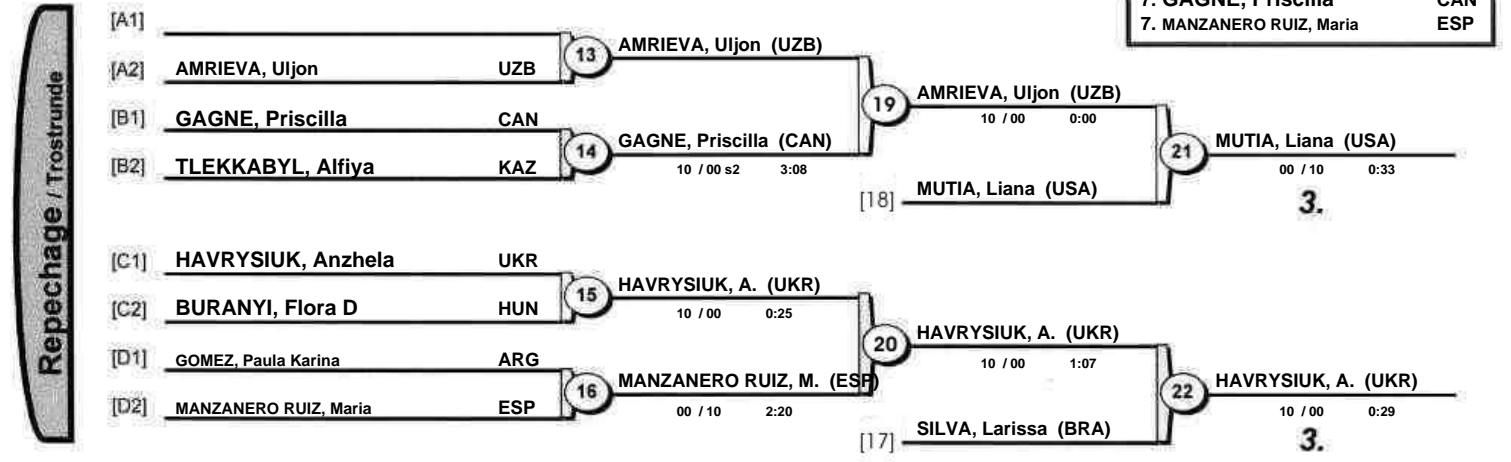 7. GAGNE, Priscilla CAN
7. MANZANERO RUIZ, Maria ESP
Repechage / Trostrunde
[A1]
13 AMRIEVA, Uljon (UZB)
[A2] AMRIEVA, Uljon UZB
19 AMRIEVA, Uljon (UZB)
10 / 00 0:00
[B1] GAGNE, Priscilla CAN
14 GAGNE, Priscilla (CAN)
10 / 00 s2 3:08
21 MUTIA, Liana (USA)
00 / 10 0:33
3.
[B2] TLEKKABYL, Alfiya KAZ
[18] MUTIA, Liana (USA)
[C1] HAVRYSIUK, Anzhela UKR
15 HAVRYSIUK, A. (UKR)
10 / 00 0:25
[C2] BURANYI, Flora D HUN
20 HAVRYSIUK, A. (UKR)
10 / 00 1:07
[D1] GOMEZ, Paula Karina ARG
16 MANZANERO RUIZ, M. (ESP)
00 / 10 2:20
22 HAVRYSIUK, A. (UKR)
10 / 00 0:29
3.
[D2] MANZANERO RUIZ, Maria ESP
[17] SILVA, Larissa (BRA)